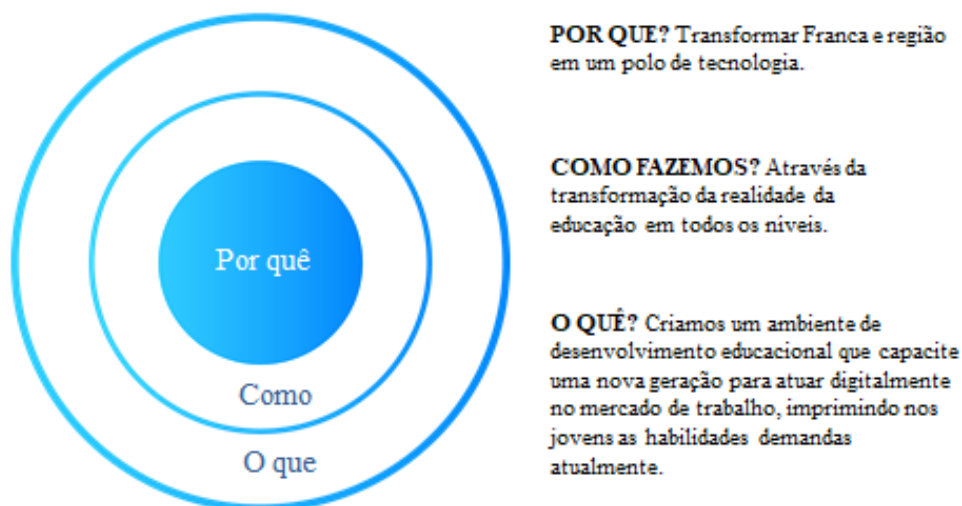 Por quê
Como
O que
POR QUE? Transformar Franca e região
em um polo de tecnologia.
COMO FAZEMOS? Através da
transformação da realidade da
educação em todos os níveis.
O QUÊ? Criamos um ambiente de
desenvolvimento educacional que capacite
uma nova geração para atuar digitalmente
no mercado de trabalho, imprimindo nos
jovens as habilidades demandas
atualmente.